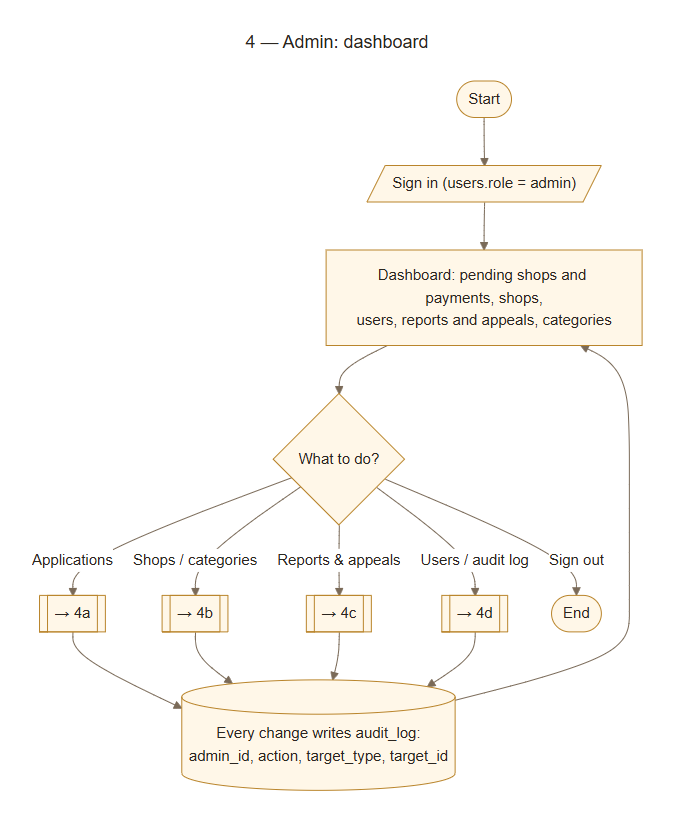 4 — Admin: dashboard
Start
Sign in (users.role = admin)
Dashboard: pending shops and
payments, shops,
users, reports and appeals, categories
What to do?
Applications
Shops / categories
Reports & appeals
Users / audit log
Sign out
→ 4a
→ 4b
→ 4c
→ 4d
End
Every change writes audit_log:
admin_id, action, target_type, target_id